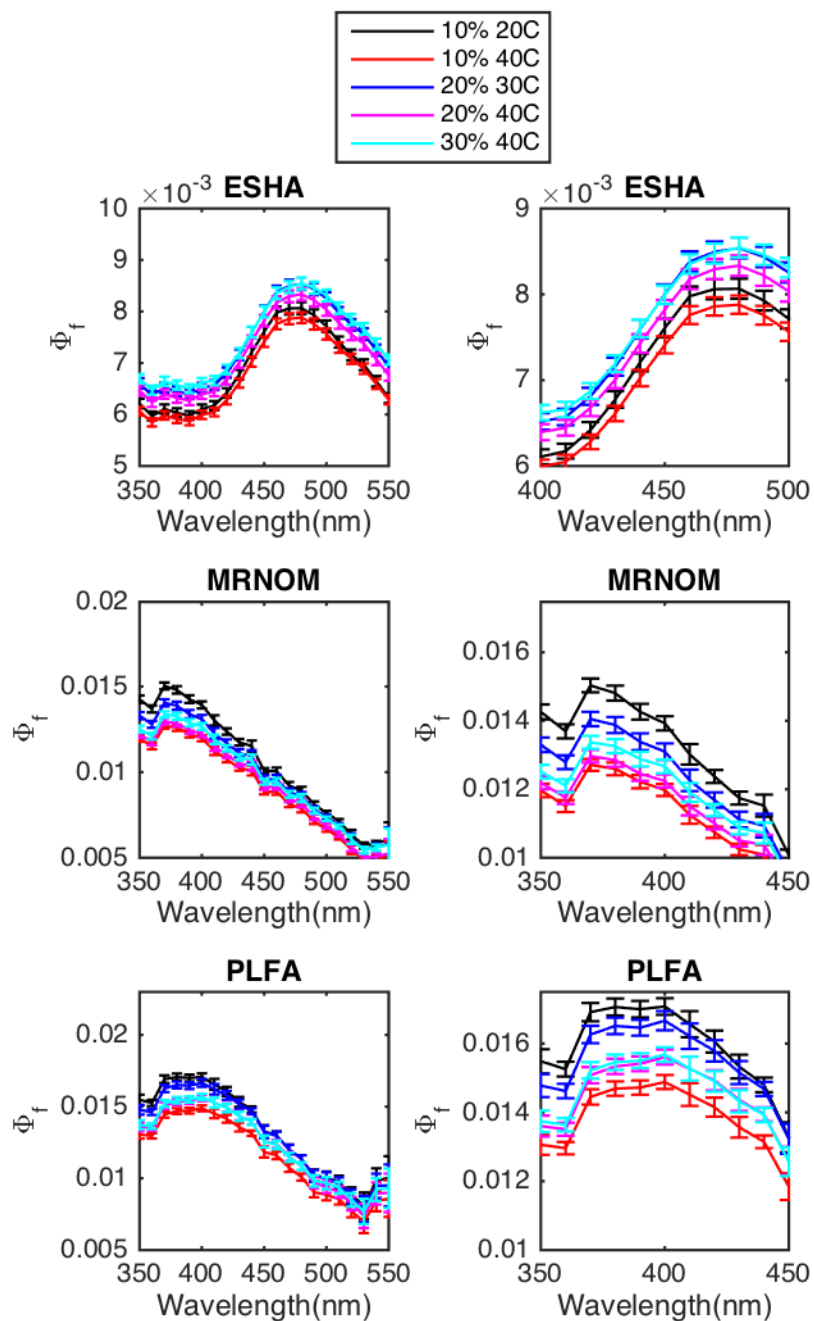 10% 20C
10% 40C
20% 30C
20% 40C
30% 40C
×10⁻³ ESHA
10
9
8
7
6
5
Φf
350 400 450 500 550
Wavelength(nm)
×10⁻³ ESHA
9
8
7
6
Φf
400 450 500
Wavelength(nm)
MRNOM
0.02
0.015
0.01
0.005
Φf
350 400 450 500 550
Wavelength(nm)
MRNOM
0.016
0.014
0.012
0.01
Φf
350 400 450
Wavelength(nm)
PLFA
0.02
0.015
0.01
0.005
Φf
350 400 450 500 550
Wavelength(nm)
PLFA
0.016
0.014
0.012
0.01
Φf
350 400 450
Wavelength(nm)